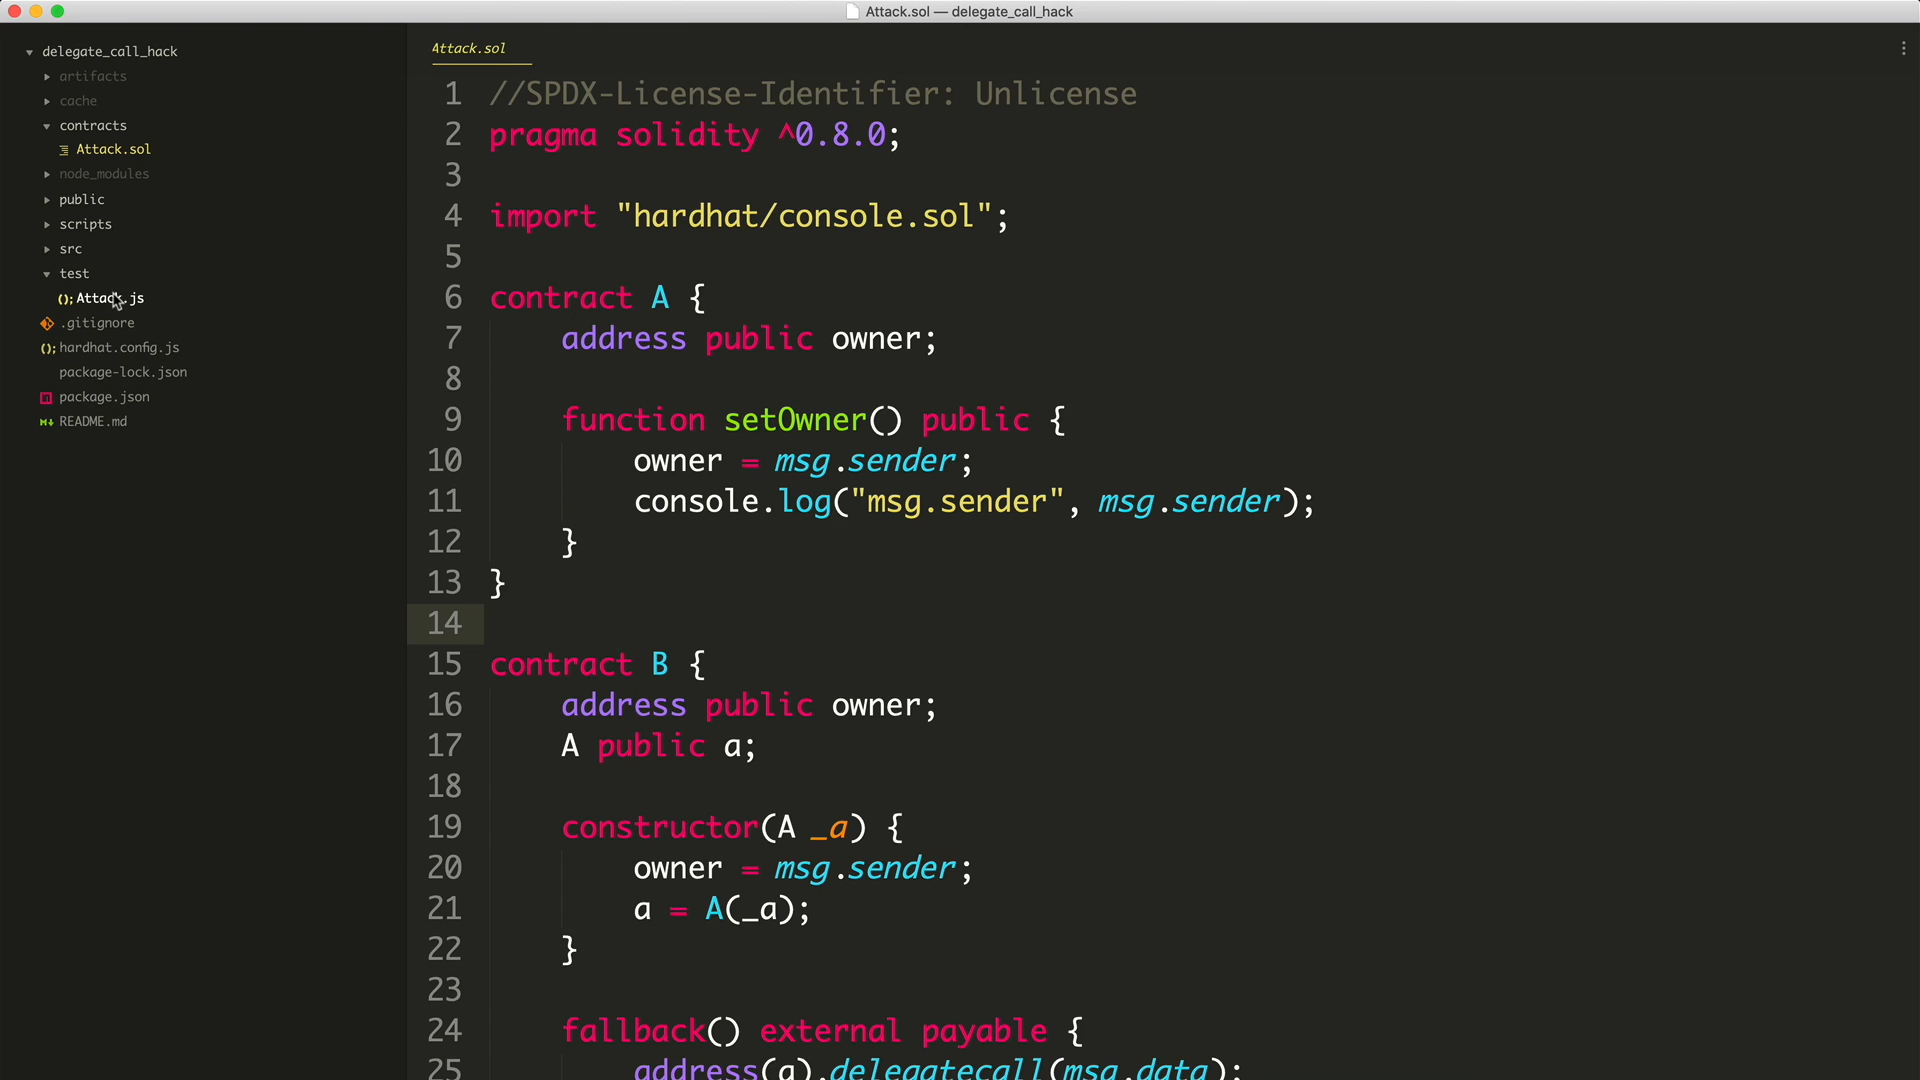 Attack.sol — delegate_call_hack
delegate_call_hack
artifacts
cache
contracts
Attack.sol
node_modules
public
scripts
src
test
Attack.js
.gitignore
hardhat.config.js
package-lock.json
package.json
README.md
Attack.sol
1 //SPDX-License-Identifier: Unlicense
2 pragma solidity ^0.8.0;
3
4 import "hardhat/console.sol";
5
6 contract A {
7 address public owner;
8
9 function setOwner() public {
10 owner = msg.sender;
11 console.log("msg.sender", msg.sender);
12 }
13 }
14
15 contract B {
16 address public owner;
17 A public a;
18
19 constructor(A _a) {
20 owner = msg.sender;
21 a = A(_a);
22 }
23
24 fallback() external payable {
25 address(a).delegatecall(msg.data);